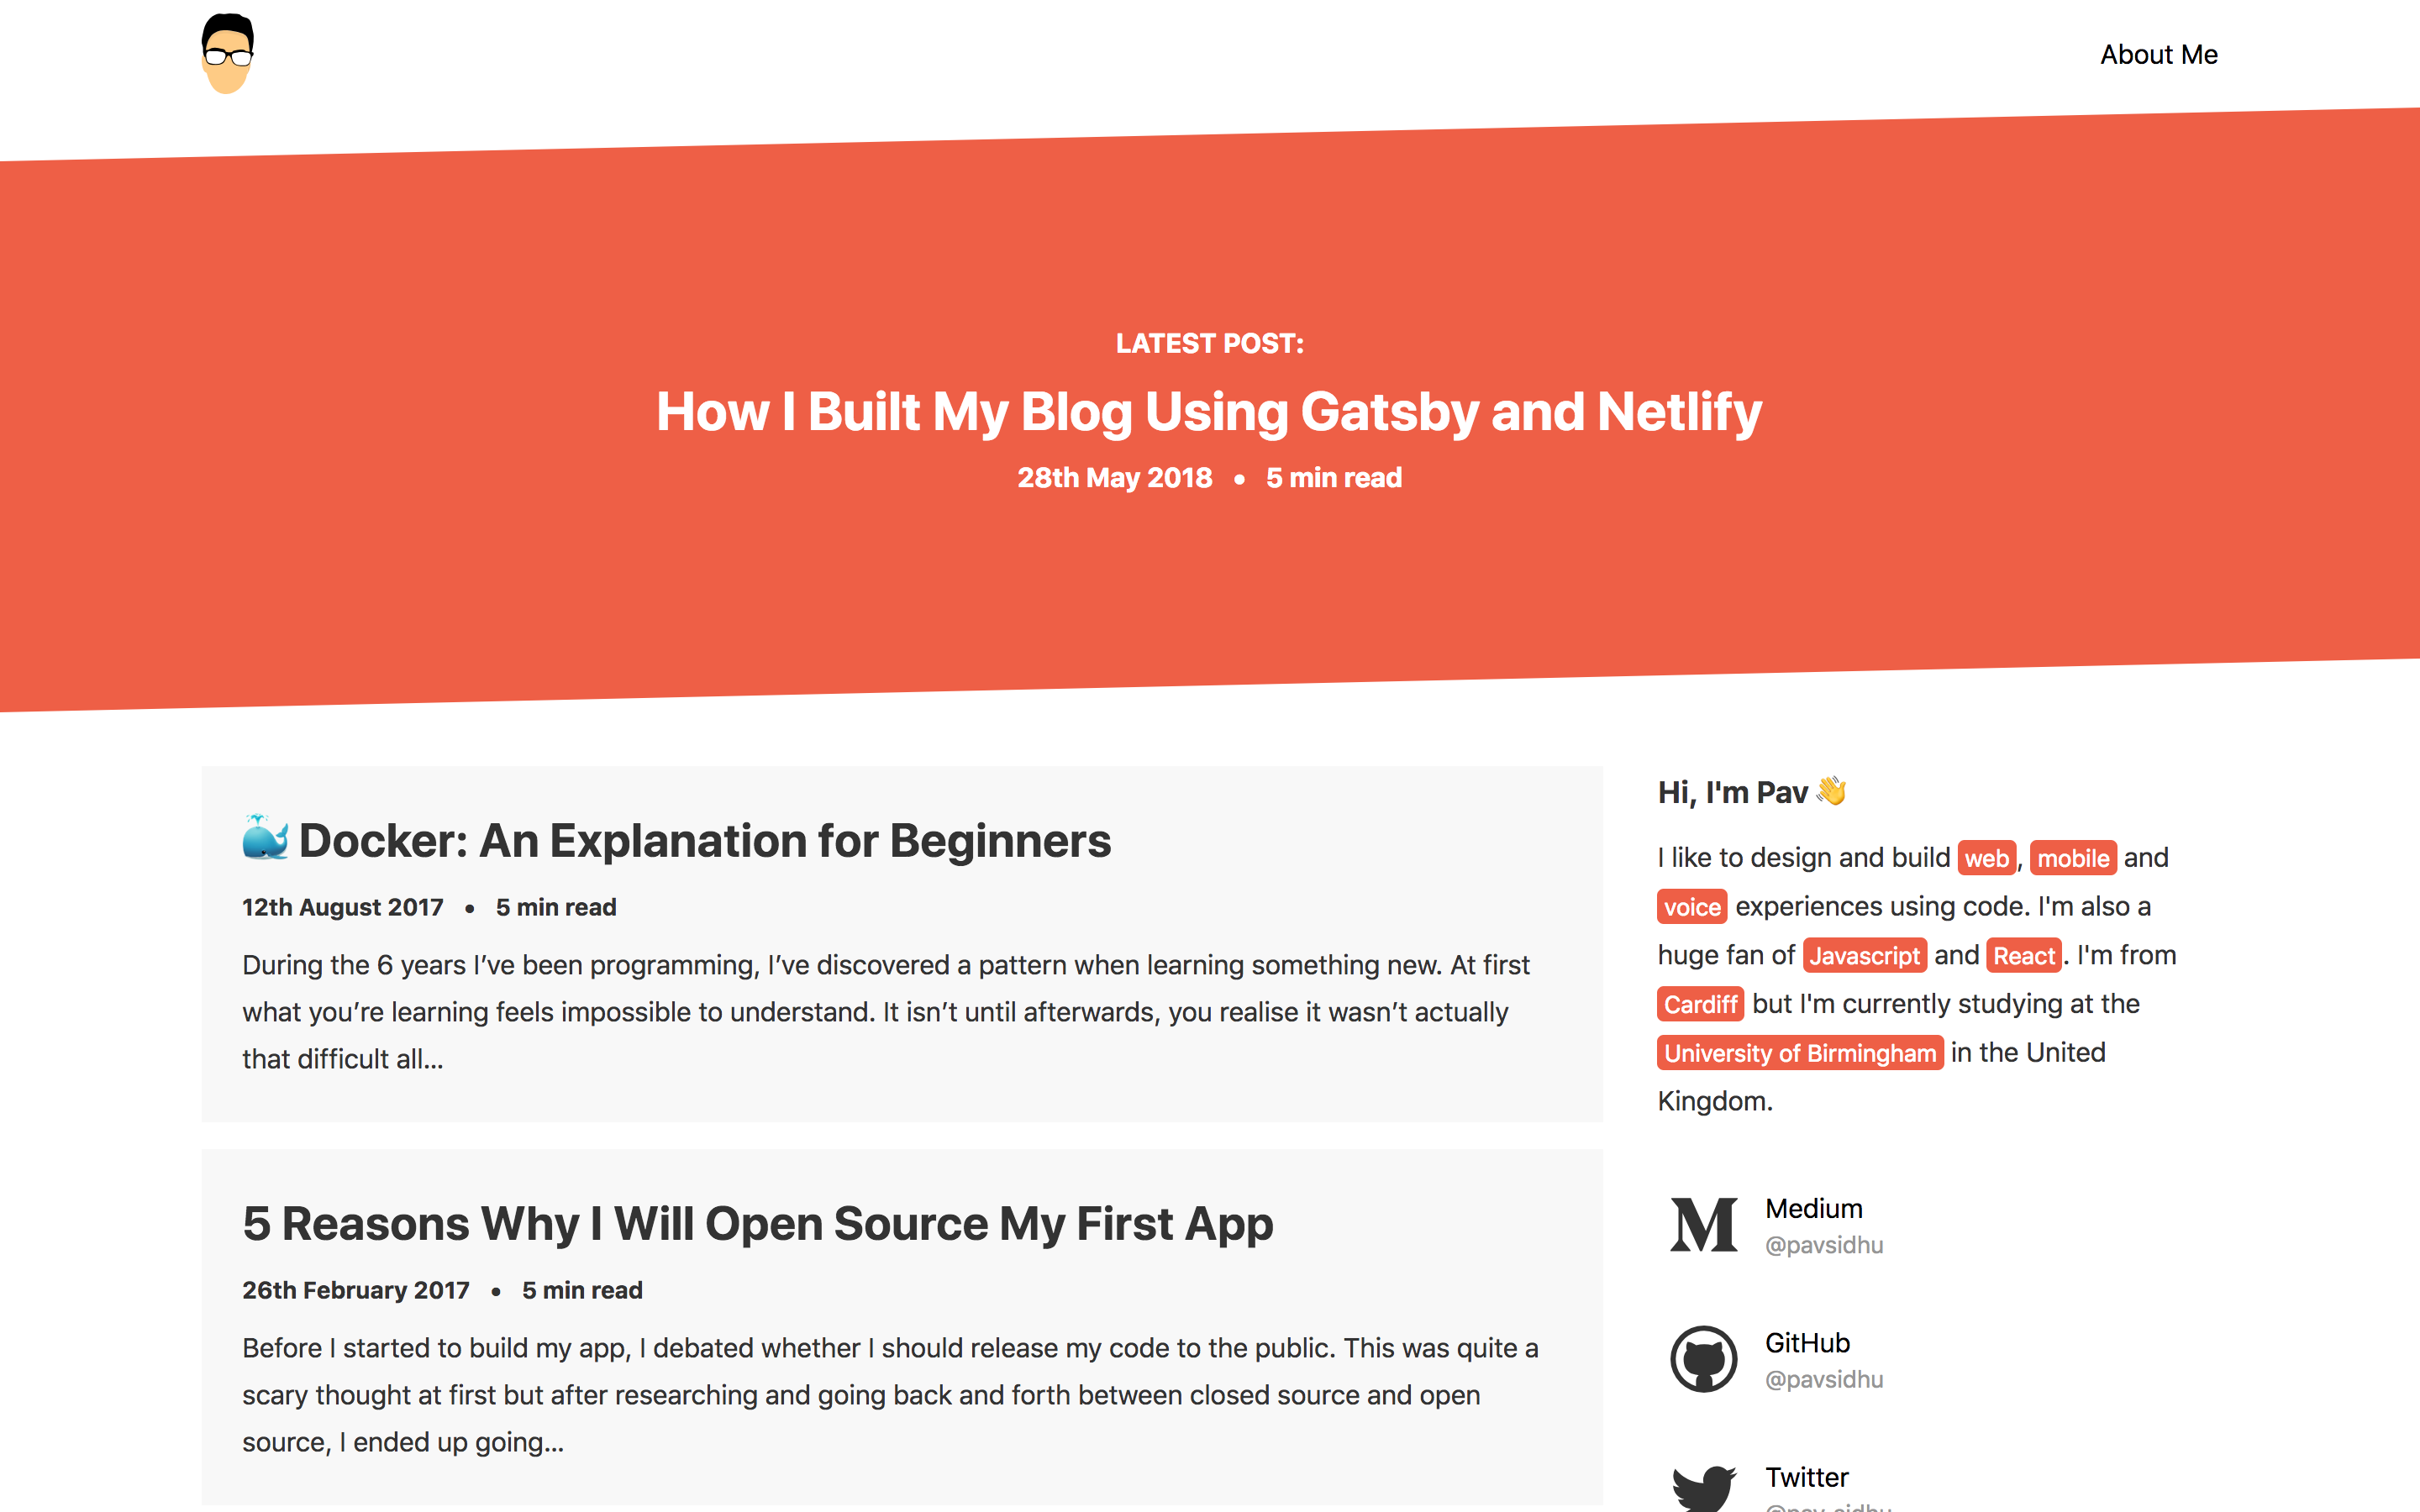 About Me
LATEST POST:
How I Built My Blog Using Gatsby and Netlify
28th May 2018 • 5 min read
🐳 Docker: An Explanation for Beginners
12th August 2017 • 5 min read
During the 6 years I’ve been programming, I’ve discovered a pattern when learning something new. At first
what you’re learning feels impossible to understand. It isn’t until afterwards, you realise it wasn’t actually
that difficult all...
5 Reasons Why I Will Open Source My First App
26th February 2017 • 5 min read
Before I started to build my app, I debated whether I should release my code to the public. This was quite a
scary thought at first but after researching and going back and forth between closed source and open
source, I ended up going...
Hi, I'm Pav 👋
I like to design and build web, mobile and
voice experiences using code. I'm also a
huge fan of Javascript and React. I'm from
Cardiff but I'm currently studying at the
University of Birmingham in the United
Kingdom.
Medium
@pavsidhu
GitHub
@pavsidhu
Twitter